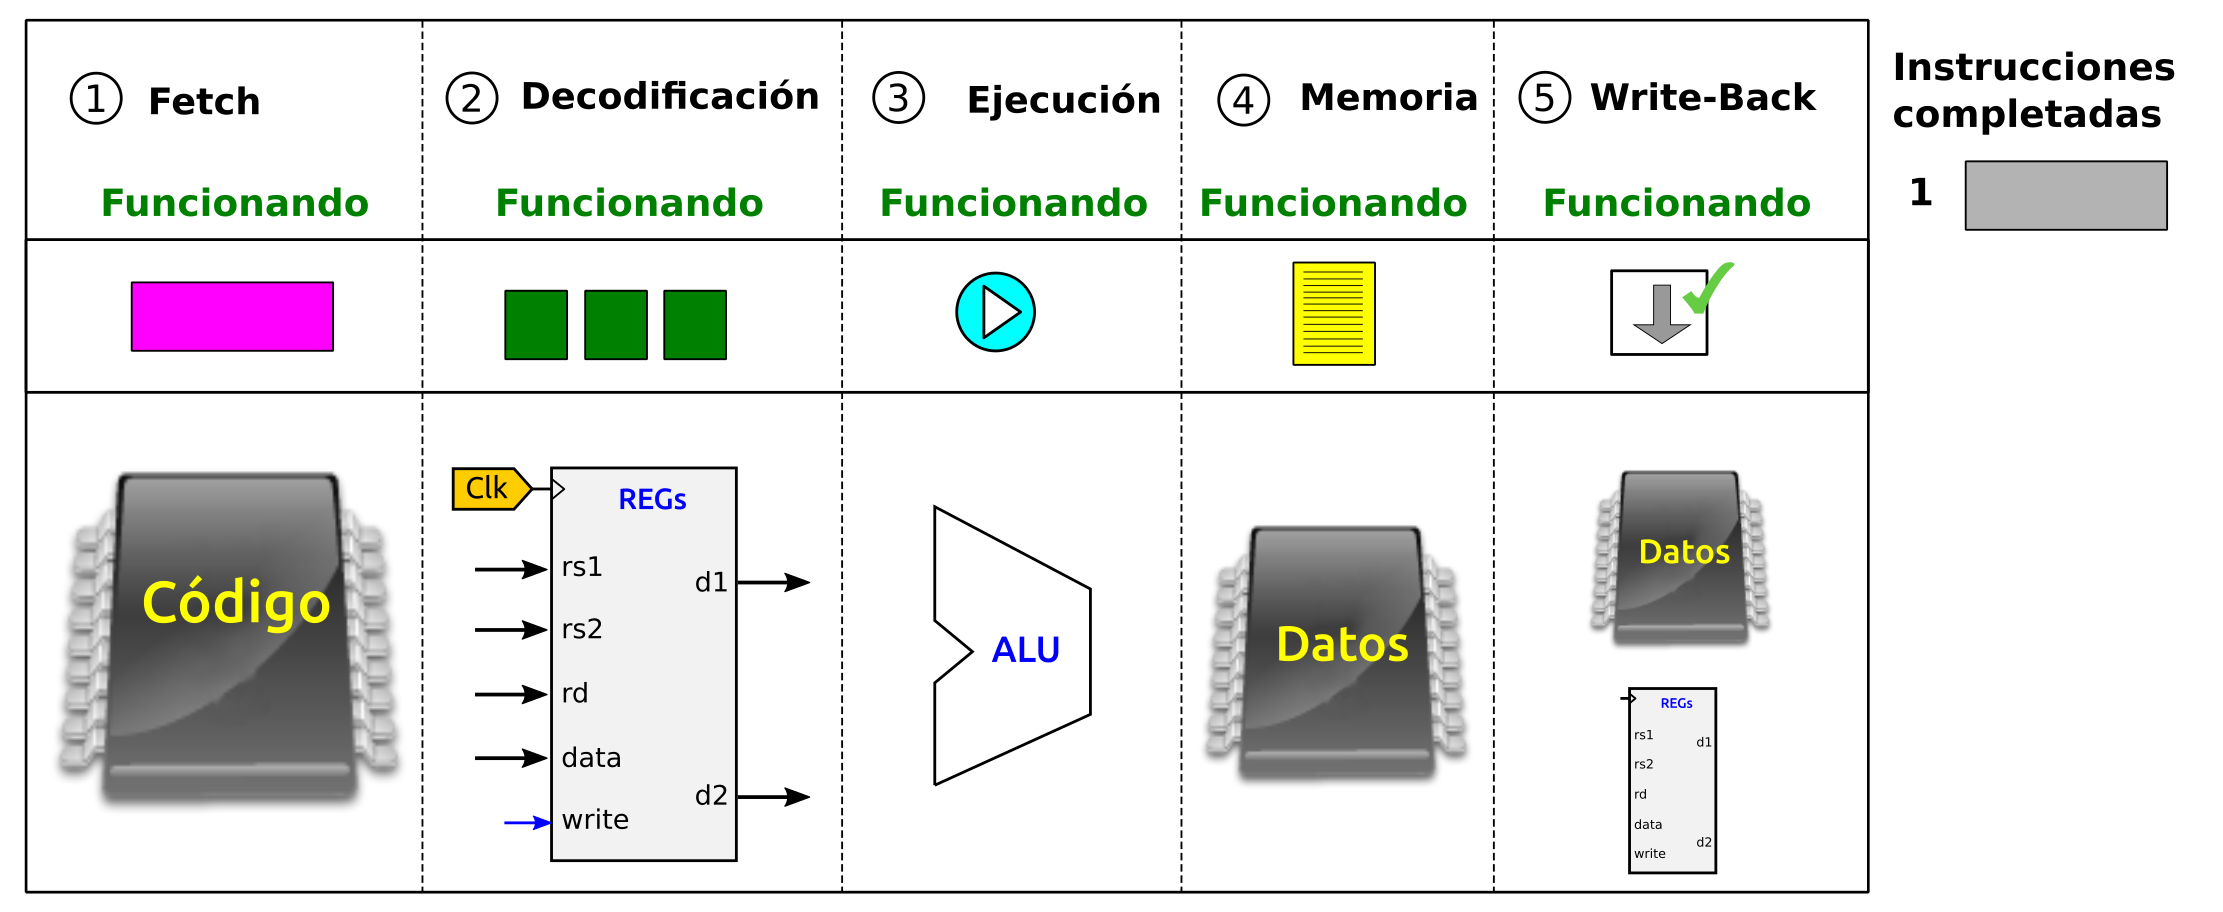 1 Fetch
2 Decodificación
3 Ejecución
4 Memoria
5 Write-Back
Instrucciones
completadas
1
Funcionando
Funcionando
Funcionando
Funcionando
Funcionando
Código
Clk
REGs
rs1
rs2
rd
data
write
d1
d2
ALU
Datos
Datos
REGs
rs1
rs2
rd
data
write
d1
d2